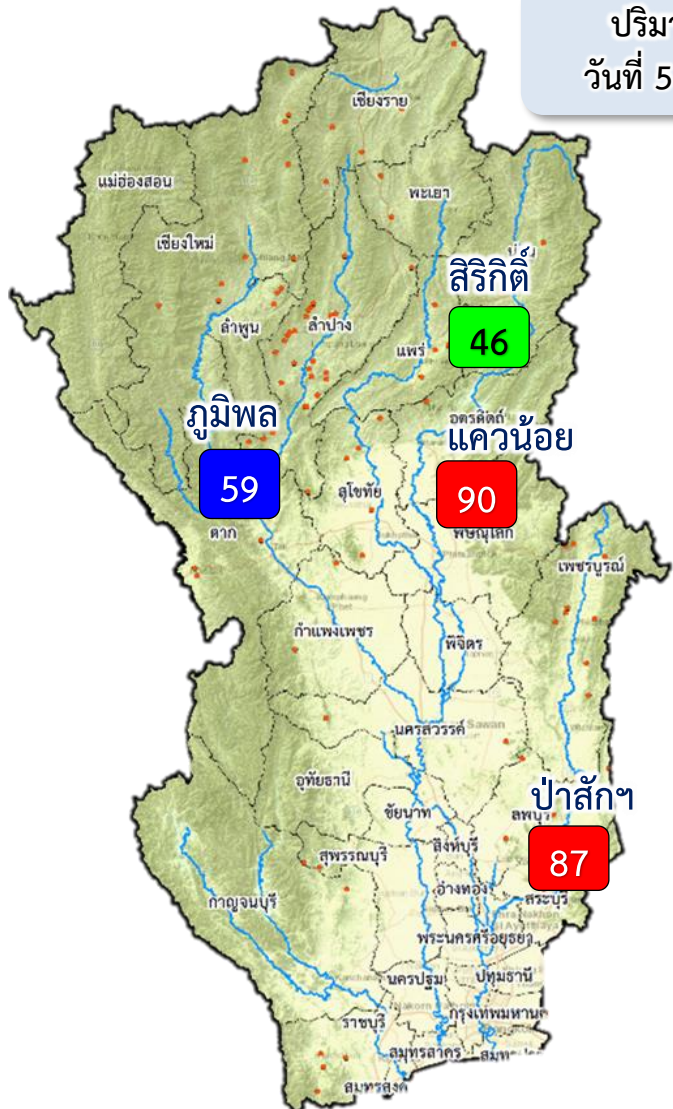 ปริมา
วันที่ 5
เชียงราย
แม่ฮ่องสอน
พะเยา
เชียงใหม่
น่าน
สิริกิติ์
46
ลำพูน
ลำปาง
แพร่
ภูมิพล
59
อุตรดิตถ์
แควน้อย
90
สุโขทัย
ตาก
พิษณุโลก
เพชรบูรณ์
กำแพงเพชร
พิจิตร
นครสวรรค์
Sawan
อุทัยธานี
ป่าสักฯ
87
ชัยนาท
ลพบุรี
สิงห์บุรี
สุพรรณบุรี
อ่างทอง
สระบุรี
กาญจนบุรี
พระนครศรีอยุธยา
นครปฐม
ปทุมธานี
ราชบุรี
กรุงเทพมหานค
สมุทรสาคร
สมุทรปรา
สมุทรสงค